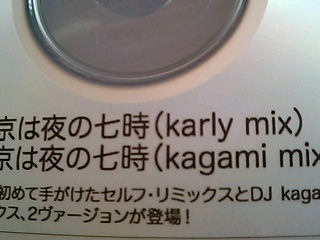 京は夜の七時(karly mix)
京は夜の七時(kagami mix
初めて手がけたセルフ・リミックスとDJ kaga
クス、2ヴァージョンが登場!